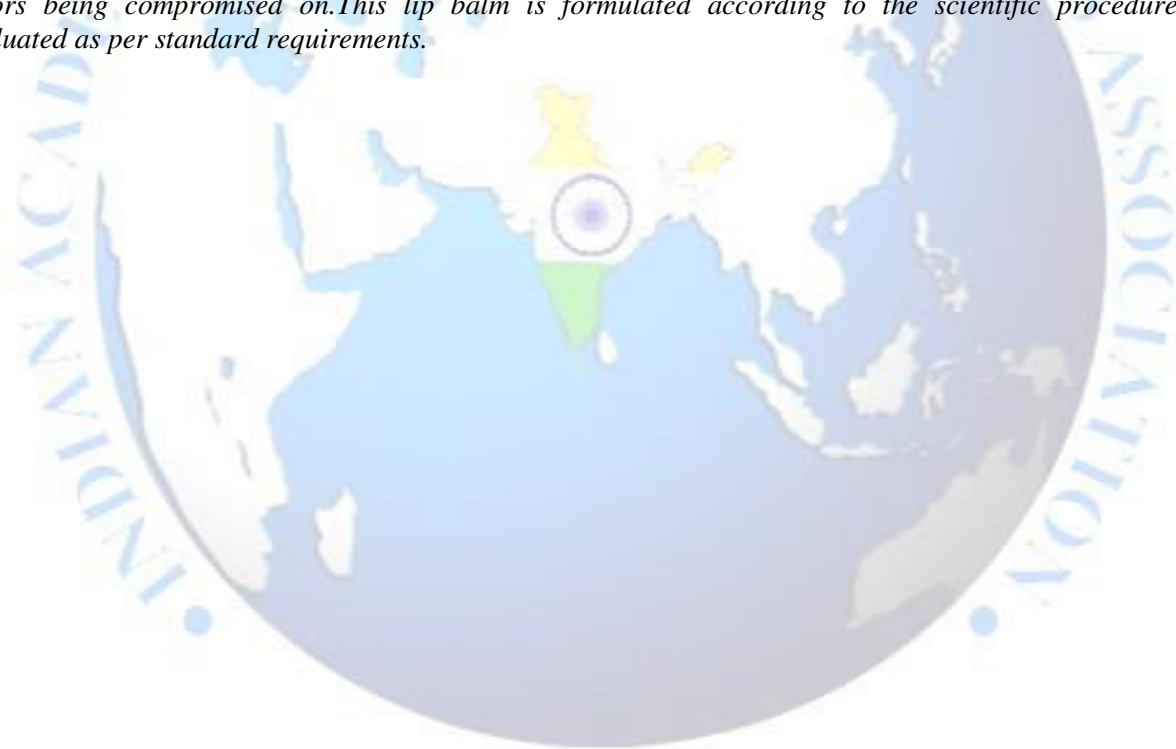 ors being compromised on.This lip balm is formulated according to the scientific procedure
luated as per standard requirements.
INDIAN ACAD
ASSOCIATION